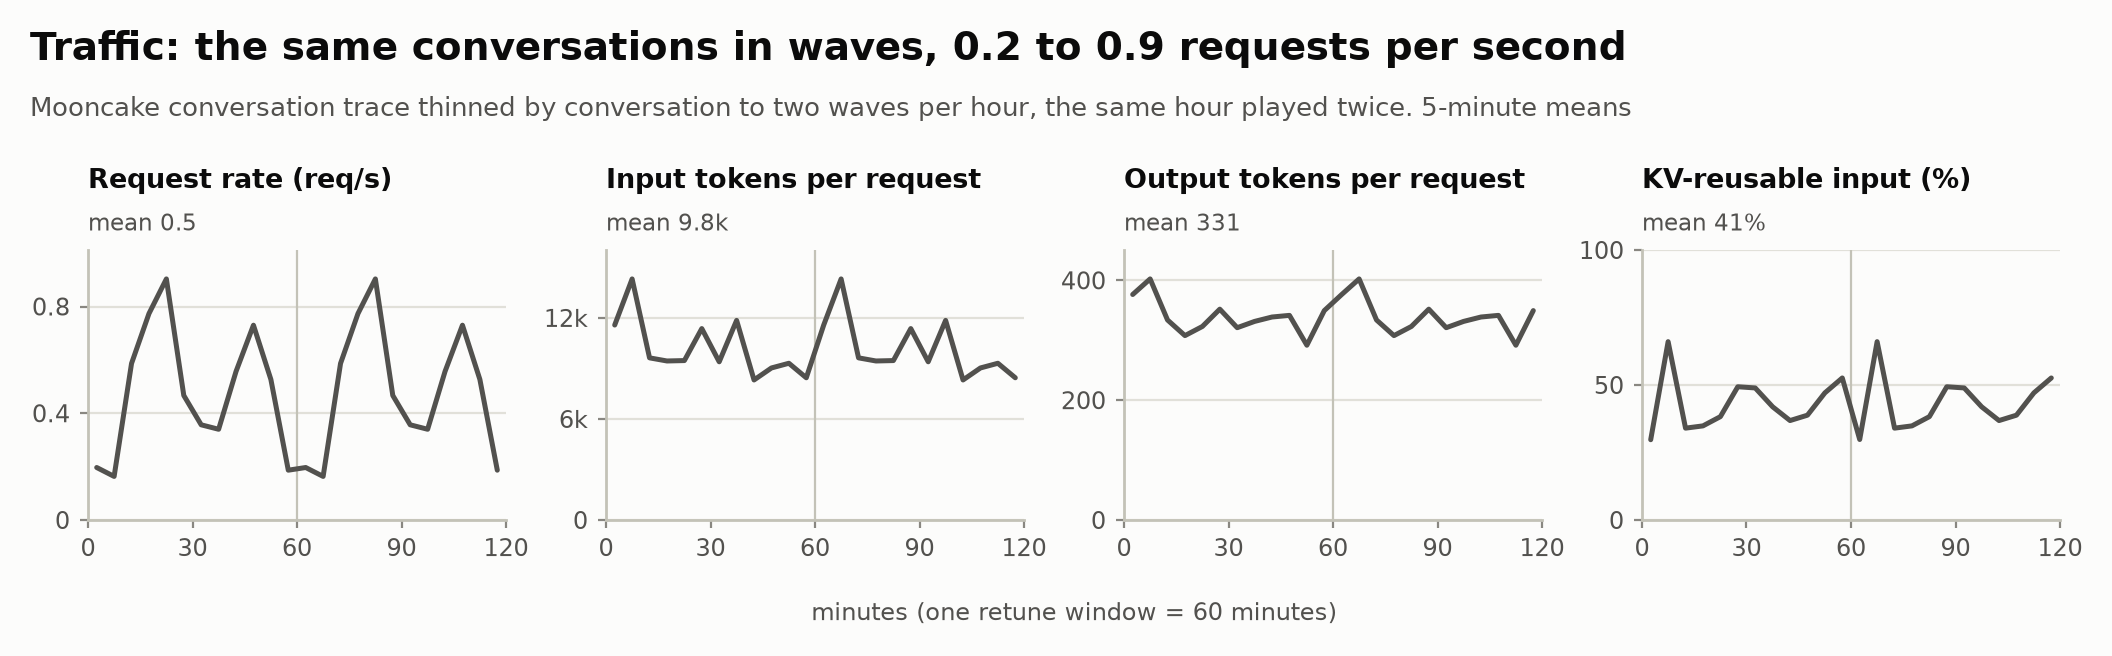 Traffic: the same conversations in waves, 0.2 to 0.9 requests per second
Mooncake conversation trace thinned by conversation to two waves per hour, the same hour played twice. 5-minute means
Request rate (req/s)
mean 0.5
0.8
0.4
0
0 30 60 90 120
Input tokens per request
mean 9.8k
12k
6k
0
0 30 60 90 120
Output tokens per request
mean 331
400
200
0
0 30 60 90 120
KV-reusable input (%)
mean 41%
100
50
0
0 30 60 90 120
minutes (one retune window = 60 minutes)